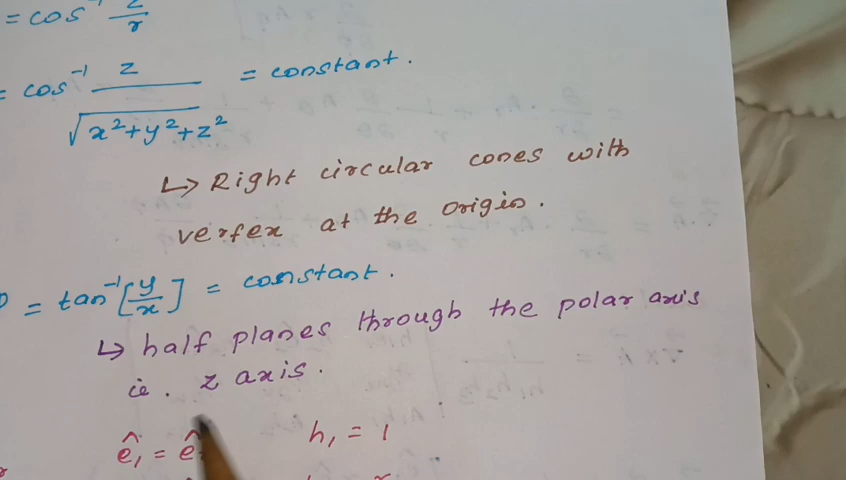 = cos⁻¹ z/r
= cos⁻¹ z/√x²+y²+z² = constant.
↳ Right circular cones with
vertex at the origin.
= tan⁻¹[y/x] = constant.
↳ half planes through the polar axis
ie. z axis.
ê₁ = ê h₁ = 1